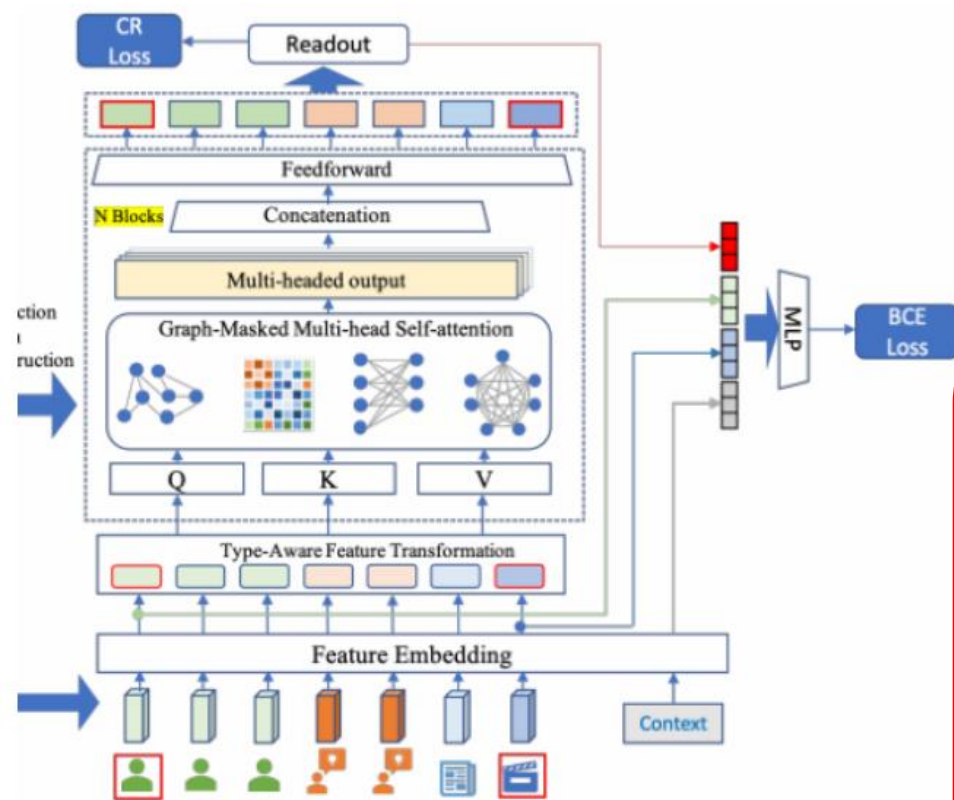 CR
Loss
Readout
Feedforward
N Blocks
Concatenation
Multi-headed output
Graph-Masked Multi-head Self-attention
ction
ruction
Q K V
Type-Aware Feature Transformation
Feature Embedding
Context
MLP
BCE
Loss